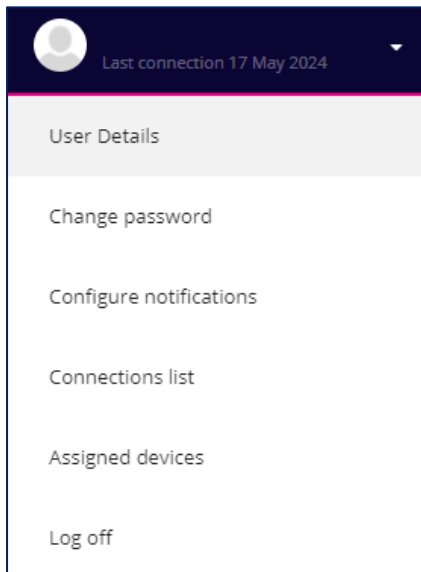 Last connection 17 May 2024
User Details
Change password
Configure notifications
Connections list
Assigned devices
Log off